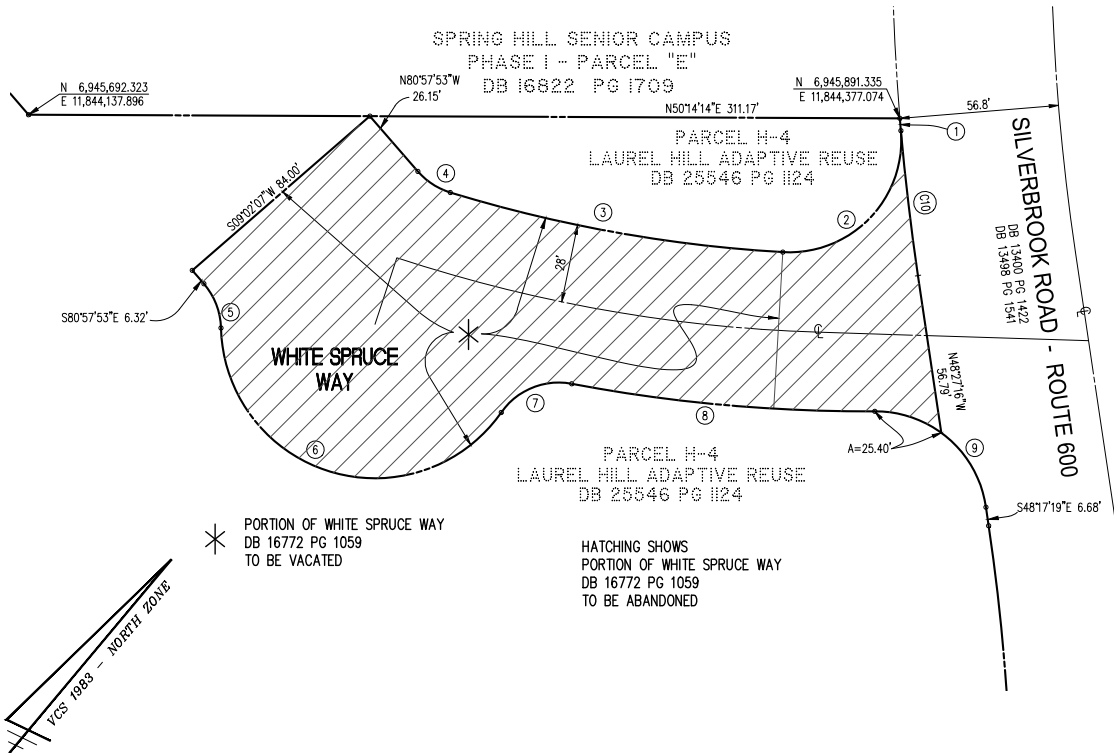 SPRING HILL SENIOR CAMPUS
PHASE I - PARCEL "E"
DB 16822 PG 1709
N 6,945,692.323
E 11,844,137.896
N80°57'53"W
26.15'
N 6,945,891.335
E 11,844,377.074
N50°14'14"E 311.17'
56.8'
1
PARCEL H-4
LAUREL HILL ADAPTIVE REUSE
DB 25546 PG 1124
SILVERBROOK ROAD - ROUTE 600
DB 13400 PG 1422
DB 13498 PG 1541
S09°02'07"W 84.00'
4
3
2
C10
28'
S80°57'53"E 6.32'
5
WHITE SPRUCE
WAY
N48°27'16"W
56.79'
7
8
6
A=25.40'
9
PARCEL H-4
LAUREL HILL ADAPTIVE REUSE
DB 25546 PG 1124
S48°17'19"E 6.68'
PORTION OF WHITE SPRUCE WAY
DB 16772 PG 1059
TO BE VACATED
HATCHING SHOWS
PORTION OF WHITE SPRUCE WAY
DB 16772 PG 1059
TO BE ABANDONED
VCS 1983 - NORTH ZONE